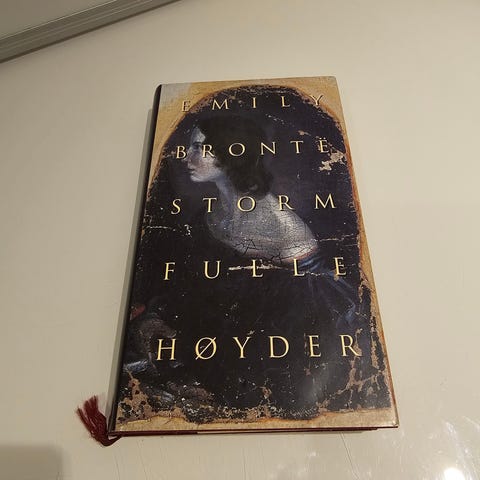 EMILY
BRONTË
STORM
FULLE
HØYDER